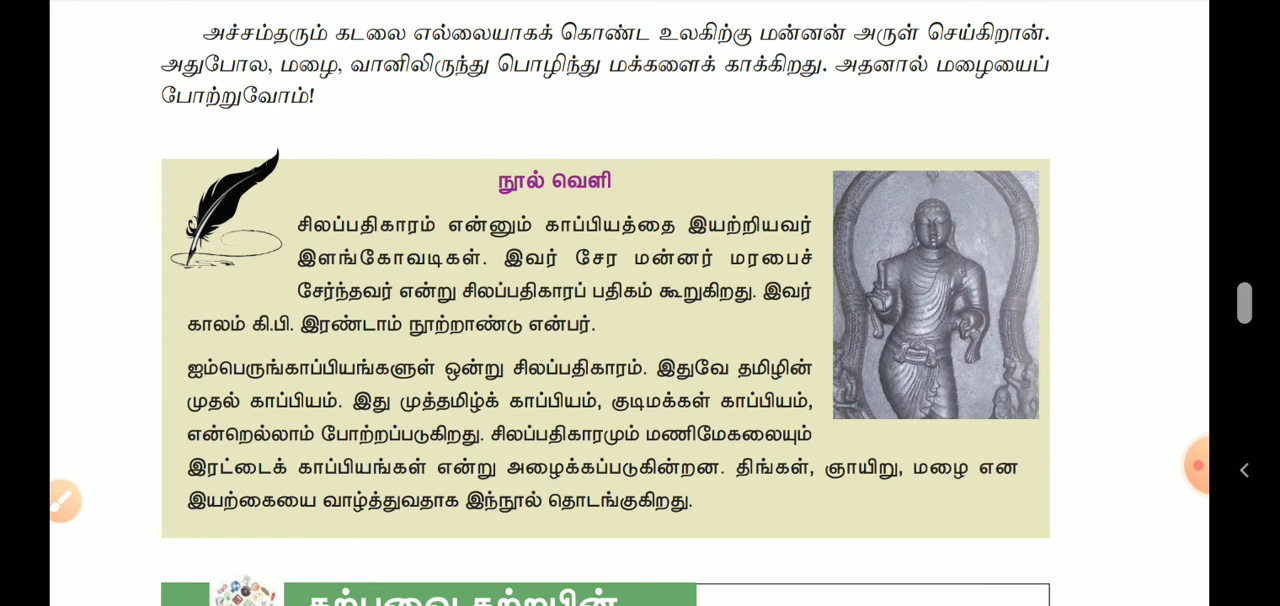 அச்சம்தரும் கடலை எல்லையாகக் கொண்ட உலகிற்கு மன்னன் அருள் செய்கிறான்.
அதுபோல, மழை, வானிலிருந்து பொழிந்து மக்களைக் காக்கிறது. அதனால் மழையைப்
போற்றுவோம்!
நூல் வெளி
சிலப்பதிகாரம் என்னும் காப்பியத்தை இயற்றியவர்
இளங்கோவடிகள். இவர் சேர மன்னர் மரபைச்
சேர்ந்தவர் என்று சிலப்பதிகாரப் பதிகம் கூறுகிறது. இவர்
காலம் கி.பி. இரண்டாம் நூற்றாண்டு என்பர்.
ஐம்பெருங்காப்பியங்களுள் ஒன்று சிலப்பதிகாரம். இதுவே தமிழின்
முதல் காப்பியம். இது முத்தமிழ்க் காப்பியம், குடிமக்கள் காப்பியம்,
என்றெல்லாம் போற்றப்படுகிறது. சிலப்பதிகாரமும் மணிமேகலையும்
இரட்டைக் காப்பியங்கள் என்று அழைக்கப்படுகின்றன. திங்கள், ஞாயிறு, மழை என
இயற்கையை வாழ்த்துவதாக இந்நூல் தொடங்குகிறது.
கற்பவை கற்றபின்